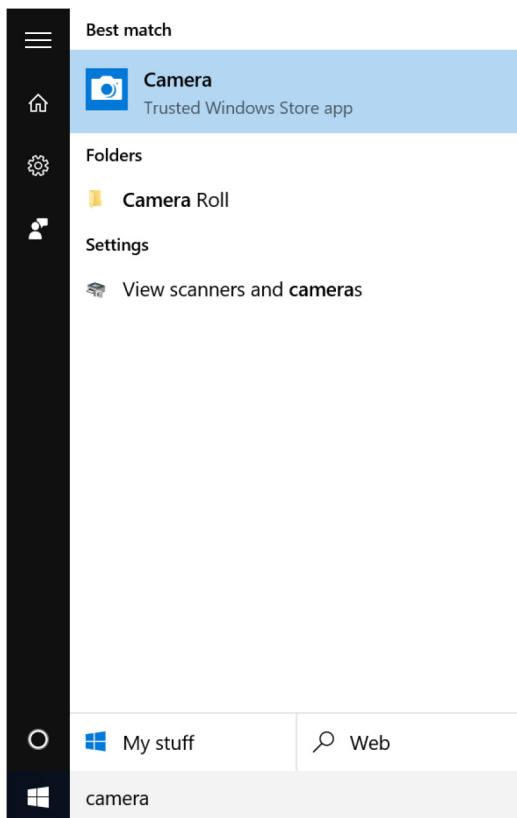 Best match
Camera
Trusted Windows Store app
Folders
Camera Roll
Settings
View scanners and cameras
My stuff
Web
camera